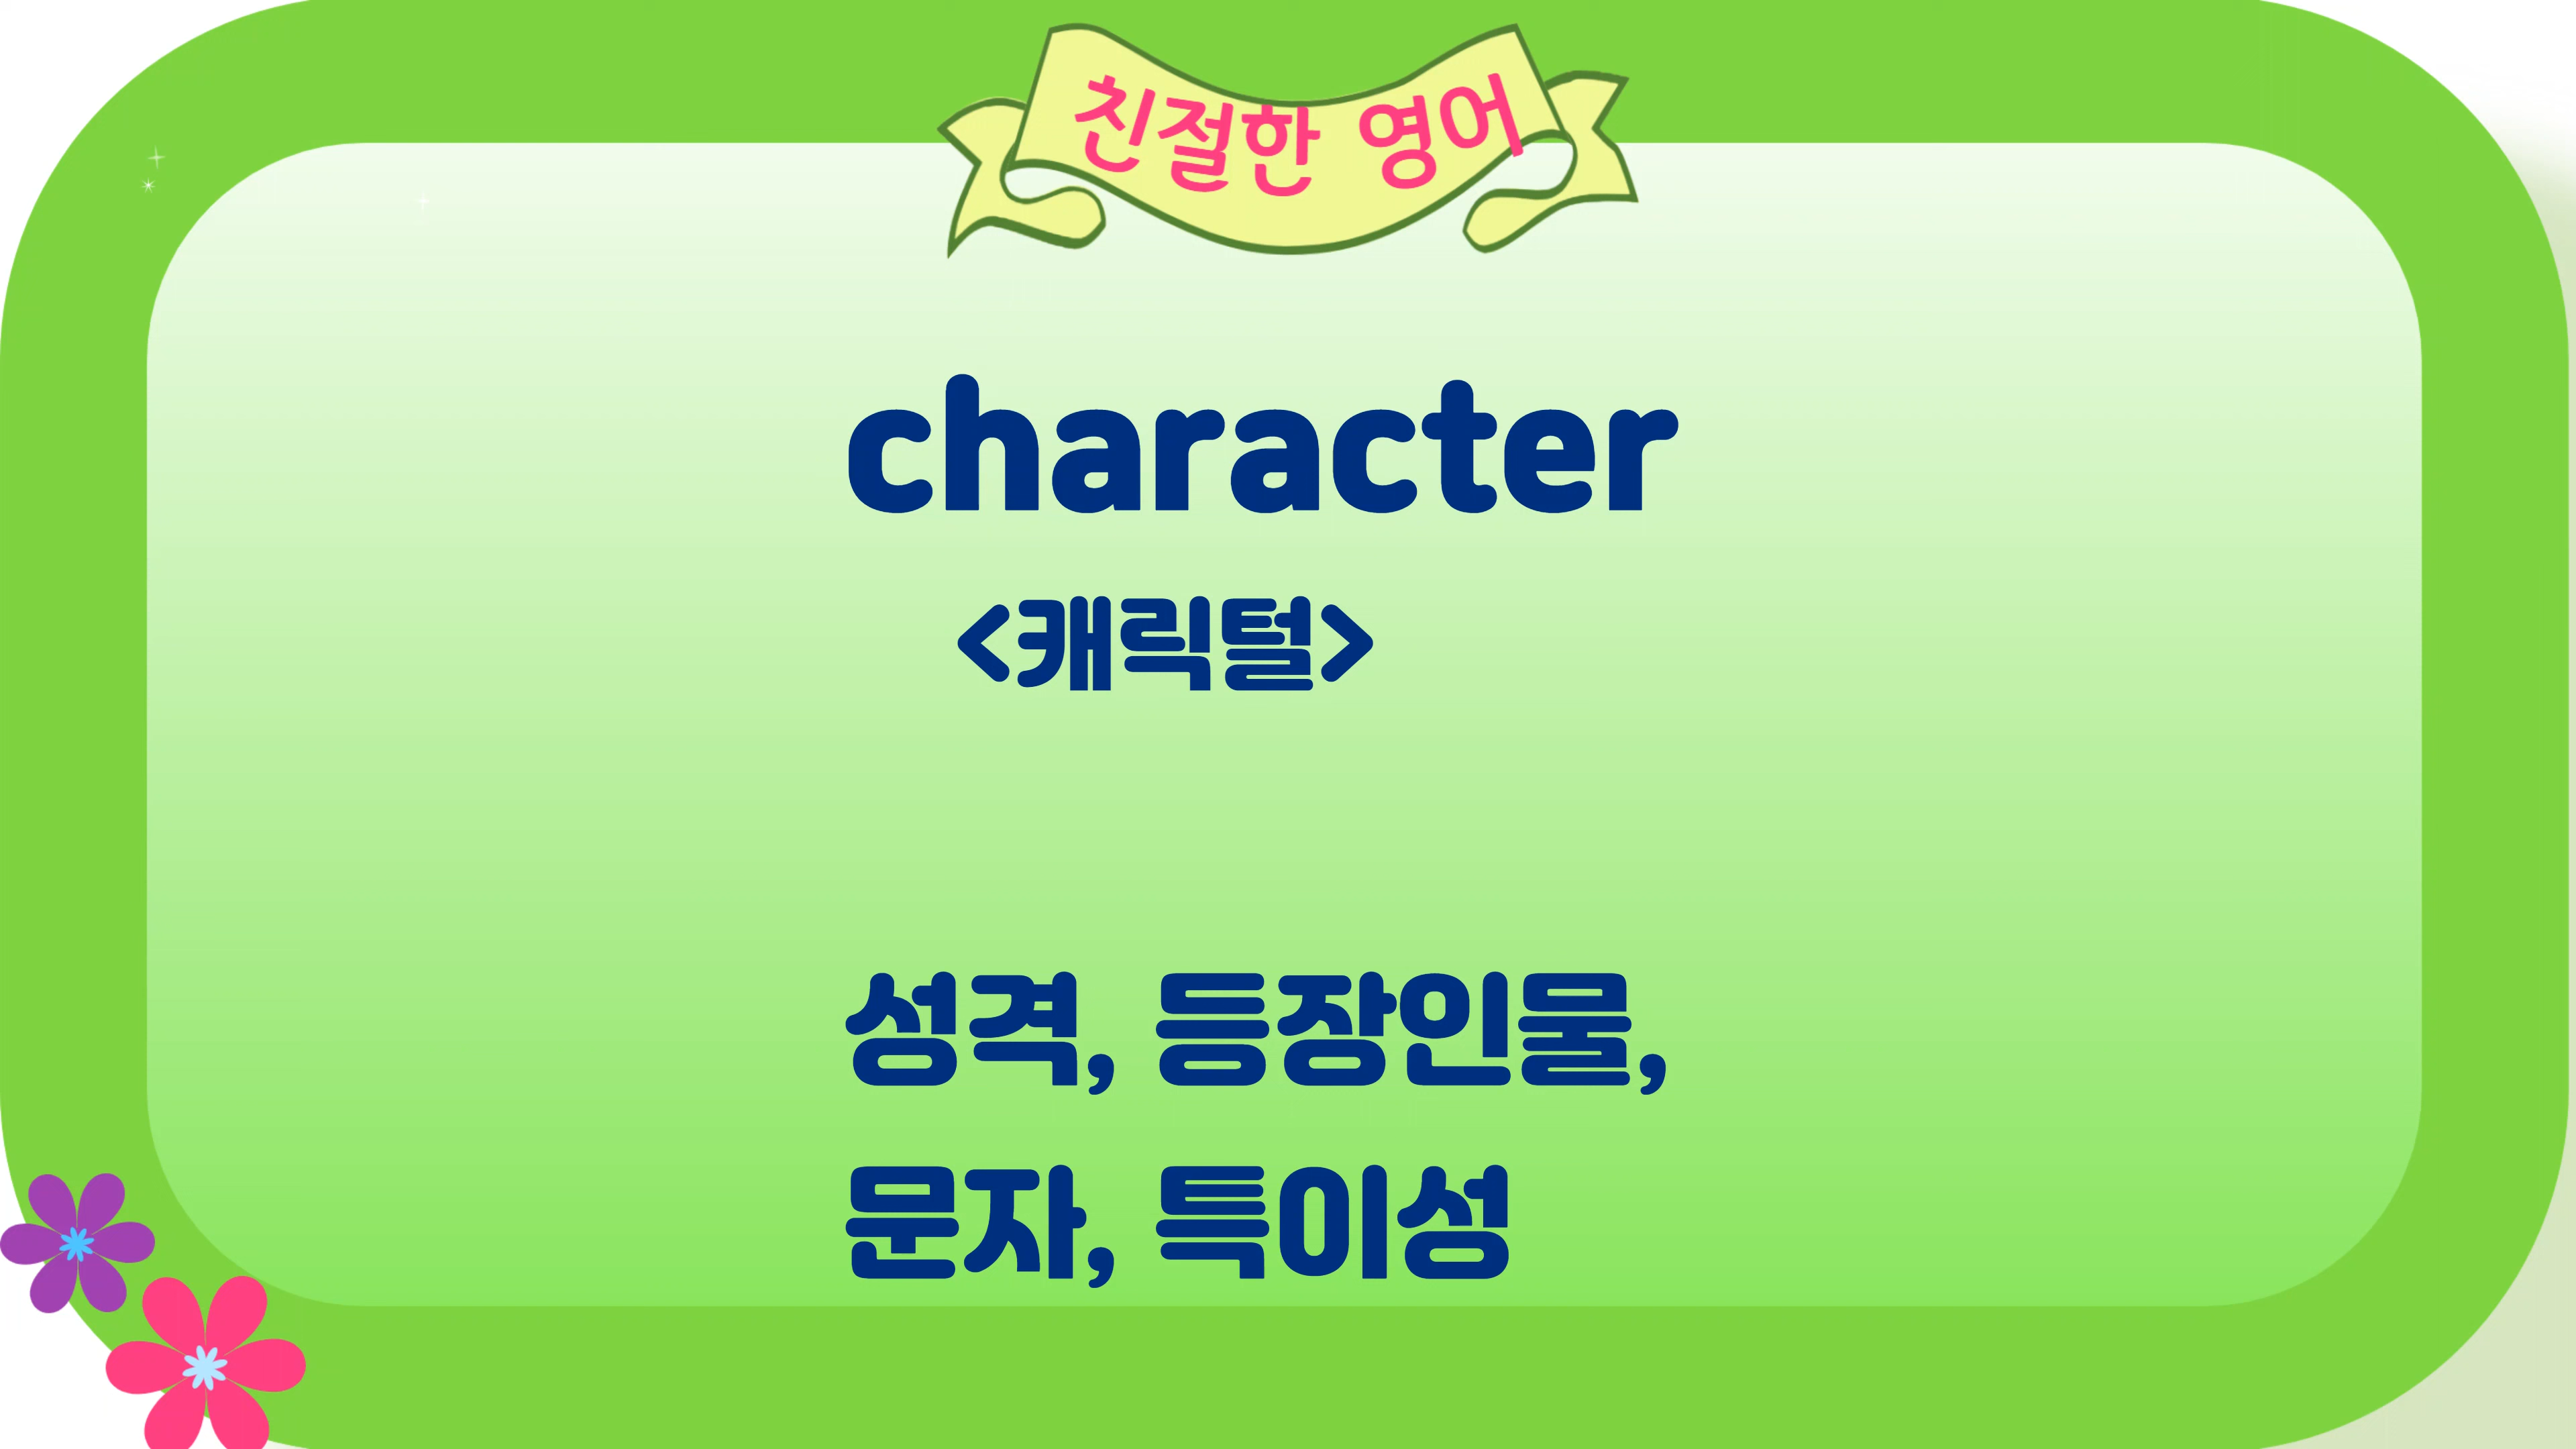 친절한 영어
character
<캐릭털>
성격, 등장인물,
문자, 특이성